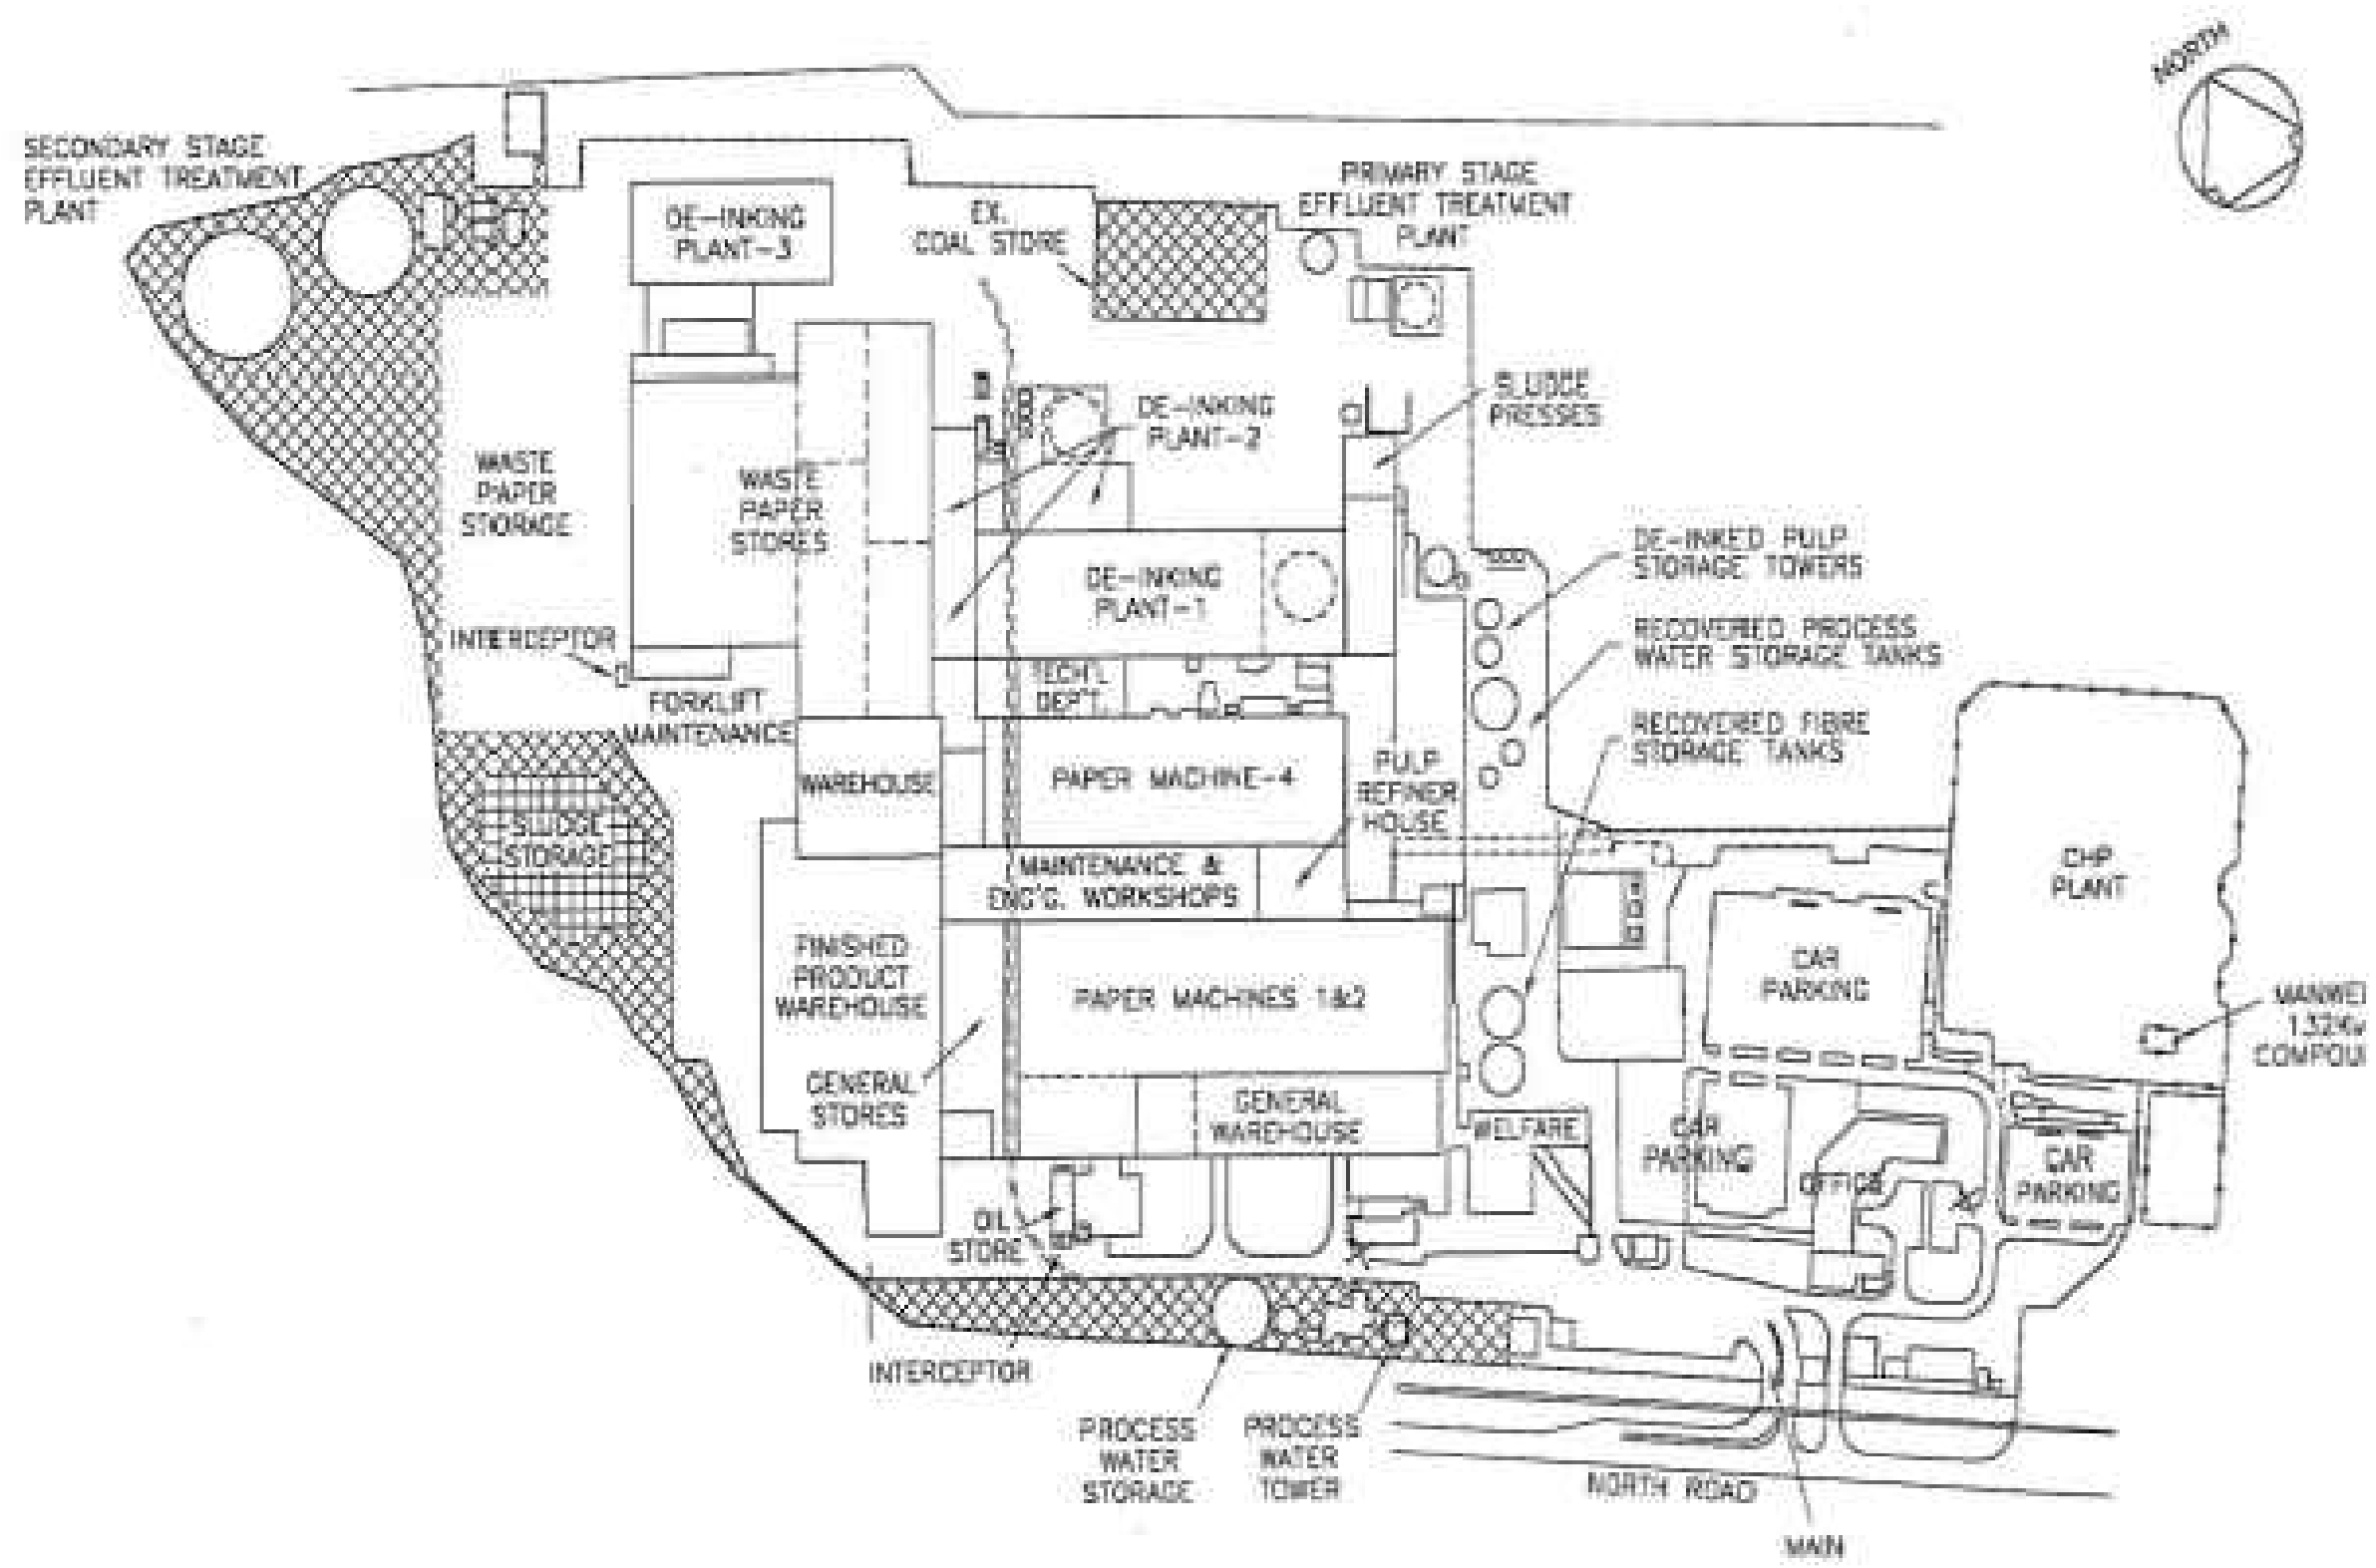 NORTH
SECONDARY STAGE
EFFLUENT TREATMENT
PLANT
DE-INKING
PLANT-3
EX.
COAL STORE
PRIMARY STAGE
EFFLUENT TREATMENT
PLANT
SLUDGE
PRESSES
DE-INKING
PLANT-2
WASTE
PAPER
STORAGE
WASTE
PAPER
STORES
DE-INKED PULP
STORAGE TOWERS
DE-INKING
PLANT-1
RECOVERED PROCESS
WATER STORAGE TANKS
INTERCEPTOR
TECH'L
DEP'T.
FORKLIFT
MAINTENANCE
RECOVERED FIBRE
STORAGE TANKS
WAREHOUSE
PAPER MACHINE-4
PULP
REFINER
HOUSE
SLUDGE
STORAGE
MAINTENANCE &
ENG'G. WORKSHOPS
CHP
PLANT
FINISHED
PRODUCT
WAREHOUSE
PAPER MACHINES 1&2
CAR
PARKING
MANWEB
132Kv
COMPOU
GENERAL
STORES
GENERAL
WAREHOUSE
WELFARE
CAR
PARKING
OFFICE
CAR
PARKING
OIL
STORE
INTERCEPTOR
PROCESS
WATER
STORAGE
PROCESS
WATER
TOWER
NORTH ROAD
MAIN